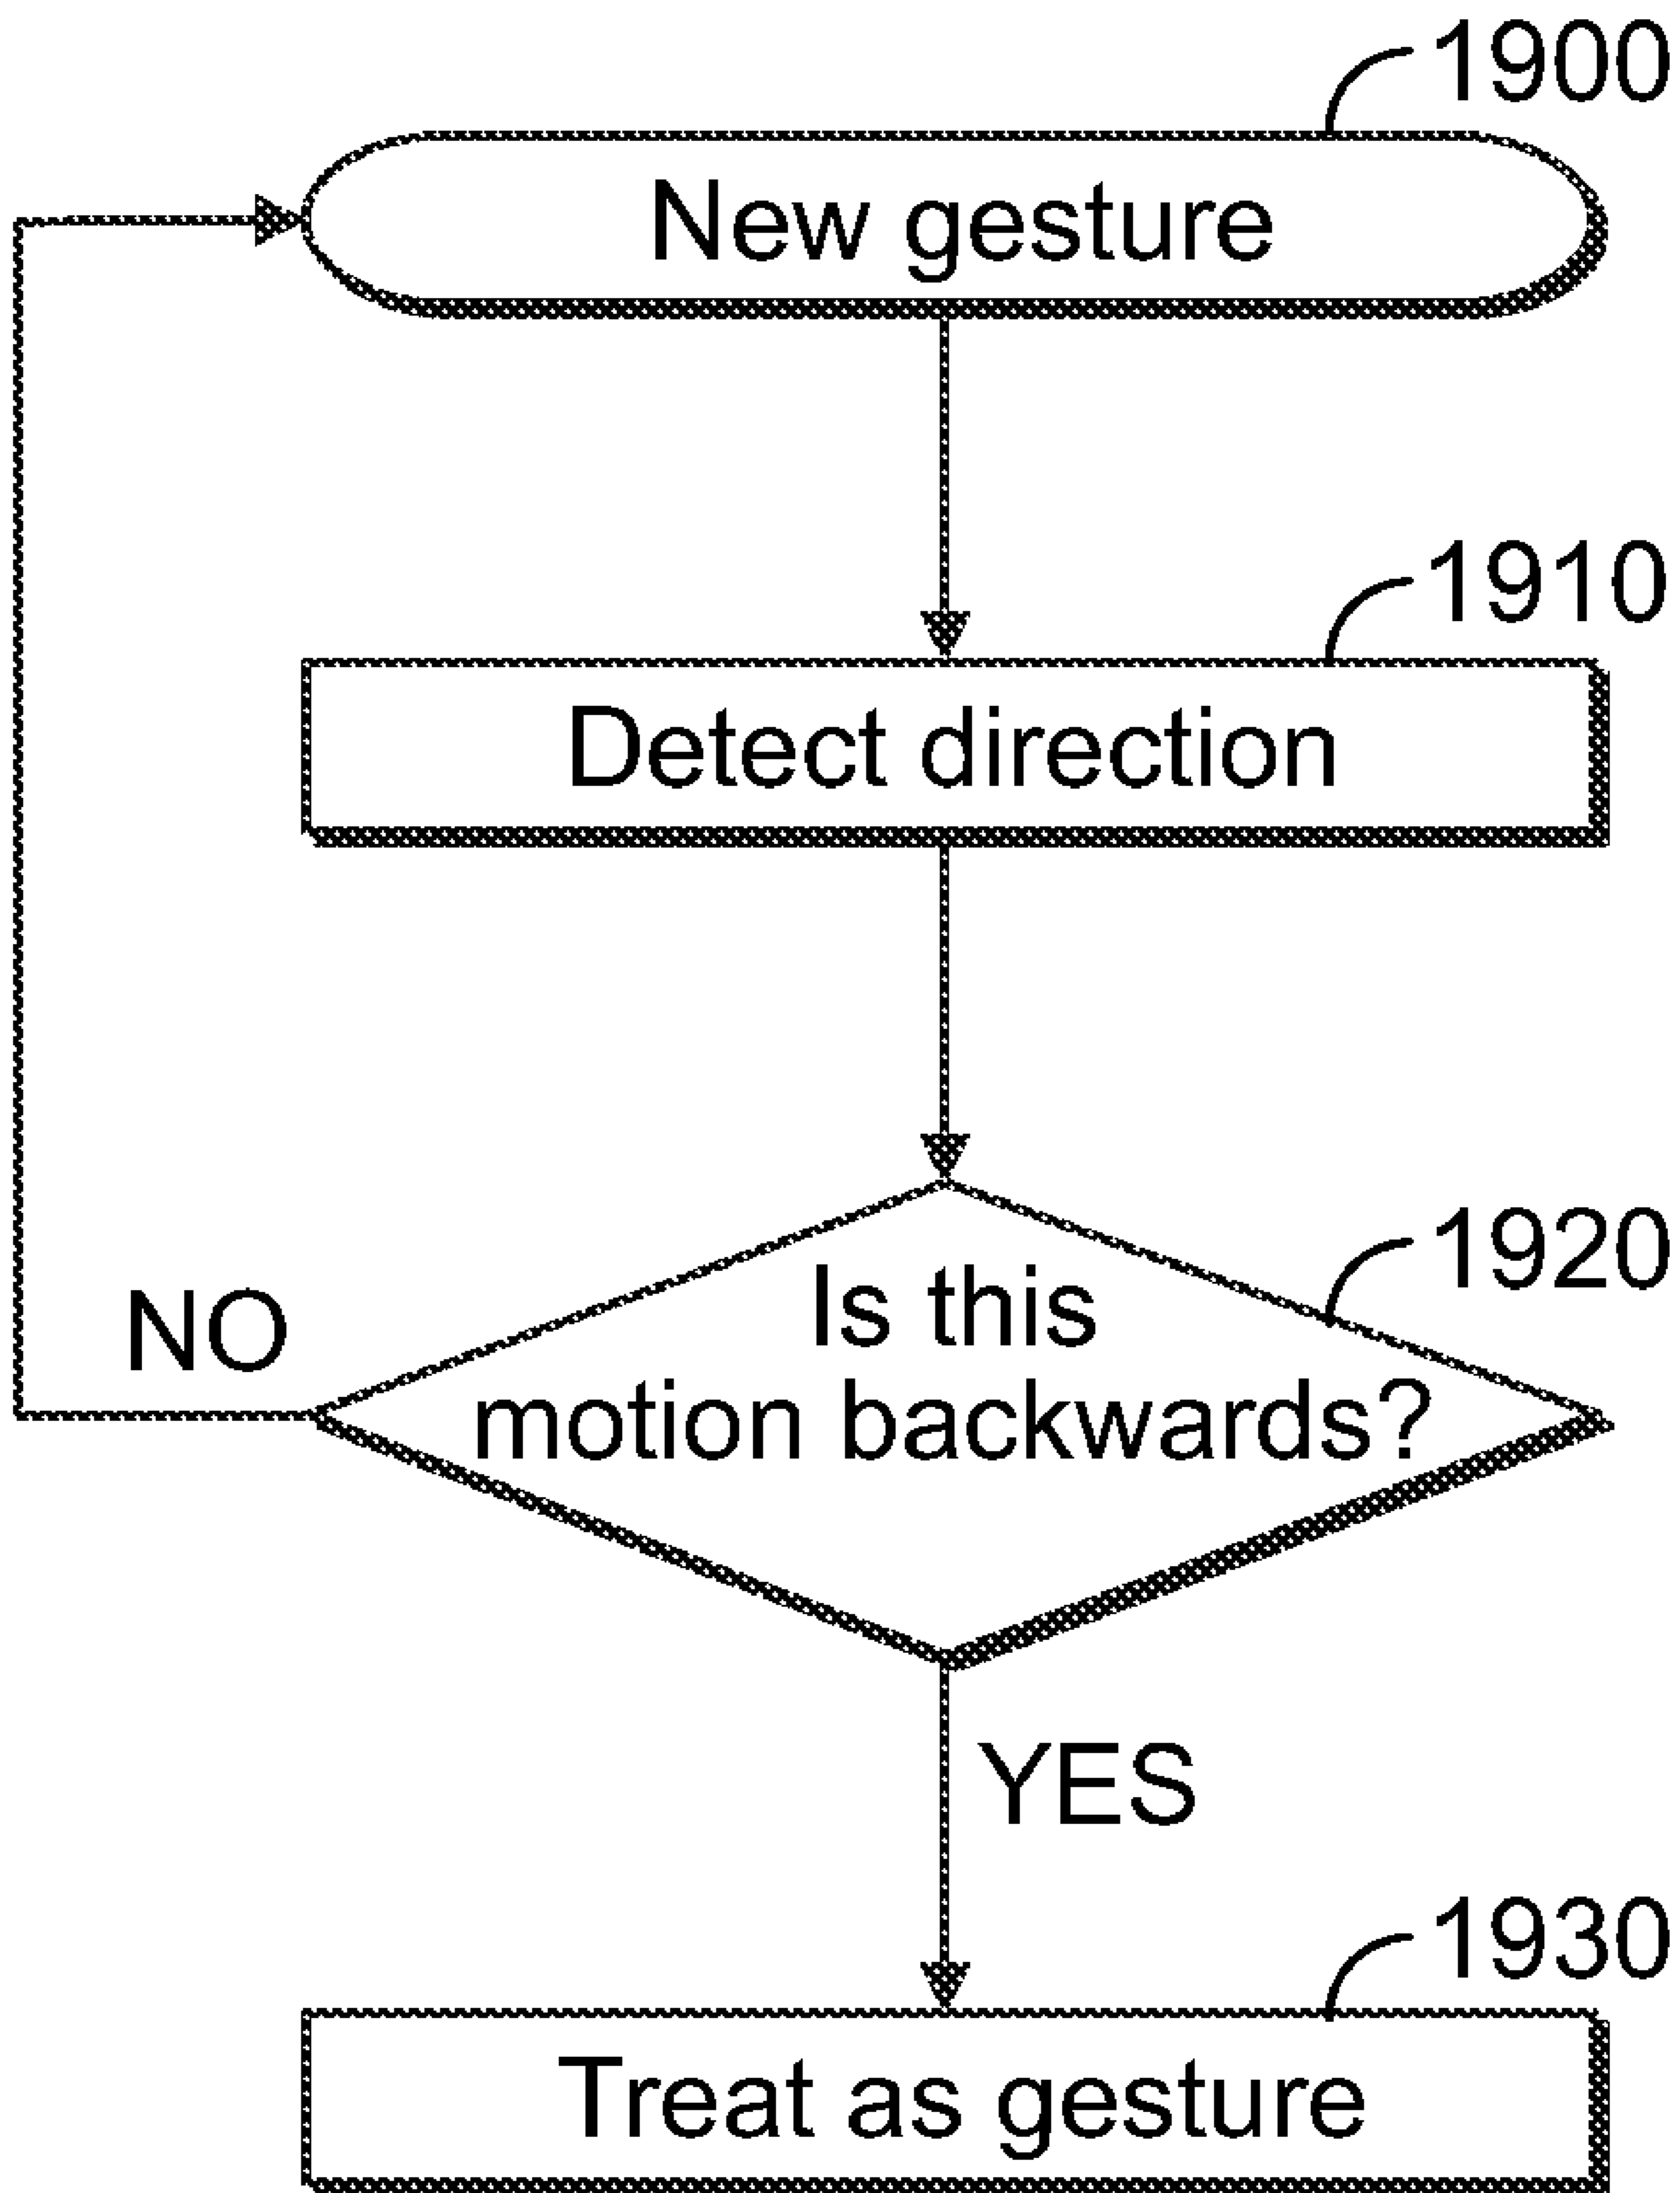 1900
New gesture
1910
Detect direction
1920
Is this
motion backwards?
NO
YES
1930
Treat as gesture